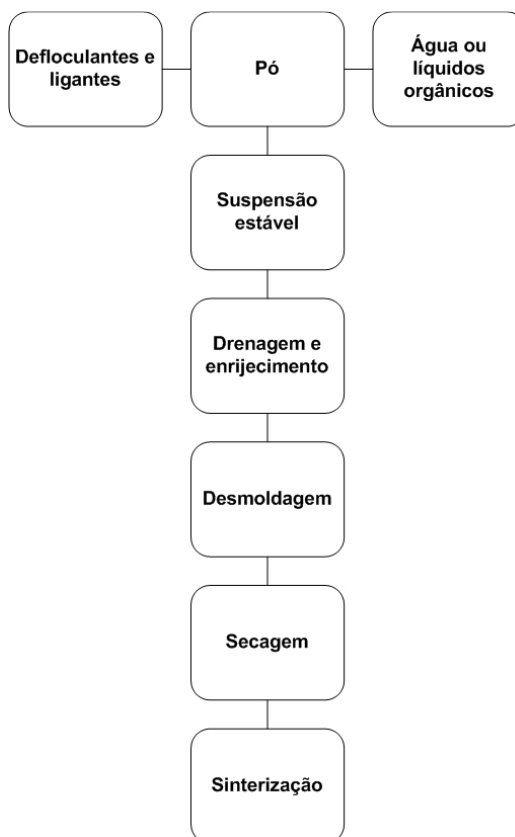 Defloculantes e
ligantes
Pó
Água ou
líquidos
orgânicos
Suspensão
estável
Drenagem e
enrijecimento
Desmoldagem
Secagem
Sinterização